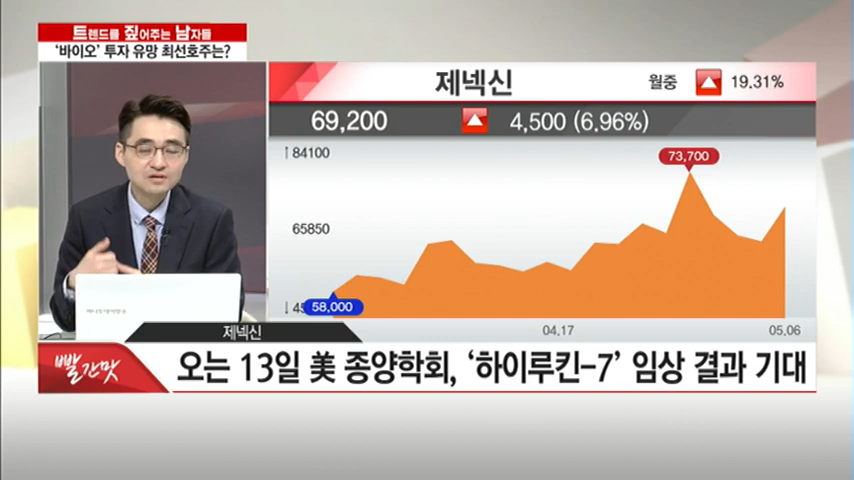 트렌드를 짚어주는 남자들
‘바이오’ 투자 유망 최선호주는?
제넥신
월중 19.31%
69,200 4,500 (6.96%)
↑84100
73,700
65850
58,000
04.17
05.06
제넥신
빨간맛
오는 13일 美 종양학회, ‘하이루킨-7’ 임상 결과 기대